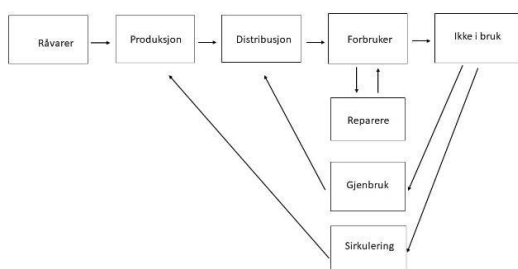 Råvarer
Produksjon
Distribusjon
Forbruker
Ikke i bruk
Reparere
Gjenbruk
Sirkulering